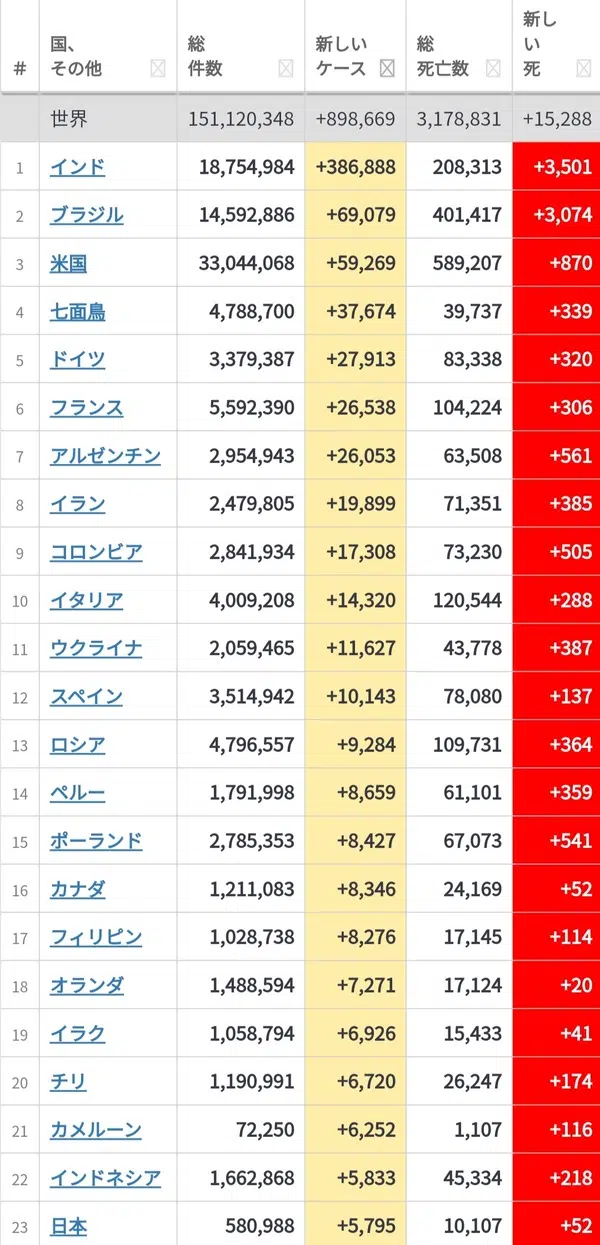 # 国、その他 総件数 新しいケース 総死亡数 新しい死
世界 151,120,348 +898,669 3,178,831 +15,288
1 インド 18,754,984 +386,888 208,313 +3,501
2 ブラジル 14,592,886 +69,079 401,417 +3,074
3 米国 33,044,068 +59,269 589,207 +870
4 七面鳥 4,788,700 +37,674 39,737 +339
5 ドイツ 3,379,387 +27,913 83,338 +320
6 フランス 5,592,390 +26,538 104,224 +306
7 アルゼンチン 2,954,943 +26,053 63,508 +561
8 イラン 2,479,805 +19,899 71,351 +385
9 コロンビア 2,841,934 +17,308 73,230 +505
10 イタリア 4,009,208 +14,320 120,544 +288
11 ウクライナ 2,059,465 +11,627 43,778 +387
12 スペイン 3,514,942 +10,143 78,080 +137
13 ロシア 4,796,557 +9,284 109,731 +364
14 ペルー 1,791,998 +8,659 61,101 +359
15 ポーランド 2,785,353 +8,427 67,073 +541
16 カナダ 1,211,083 +8,346 24,169 +52
17 フィリピン 1,028,738 +8,276 17,145 +114
18 オランダ 1,488,594 +7,271 17,124 +20
19 イラク 1,058,794 +6,926 15,433 +41
20 チリ 1,190,991 +6,720 26,247 +174
21 カメルーン 72,250 +6,252 1,107 +116
22 インドネシア 1,662,868 +5,833 45,334 +218
23 日本 580,988 +5,795 10,107 +52